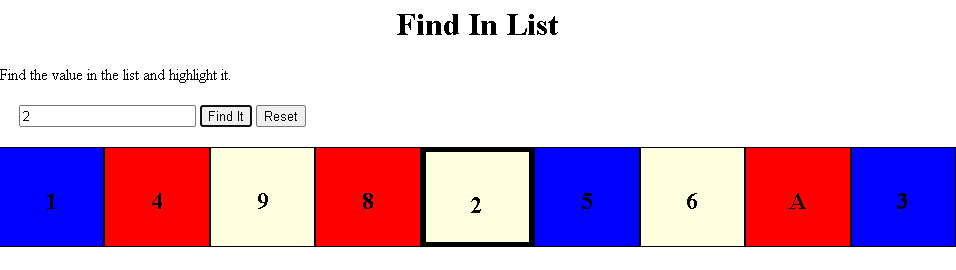 Find In List
Find the value in the list and highlight it.
2 Find It Reset
1 4 9 8 2 5 6 A 3